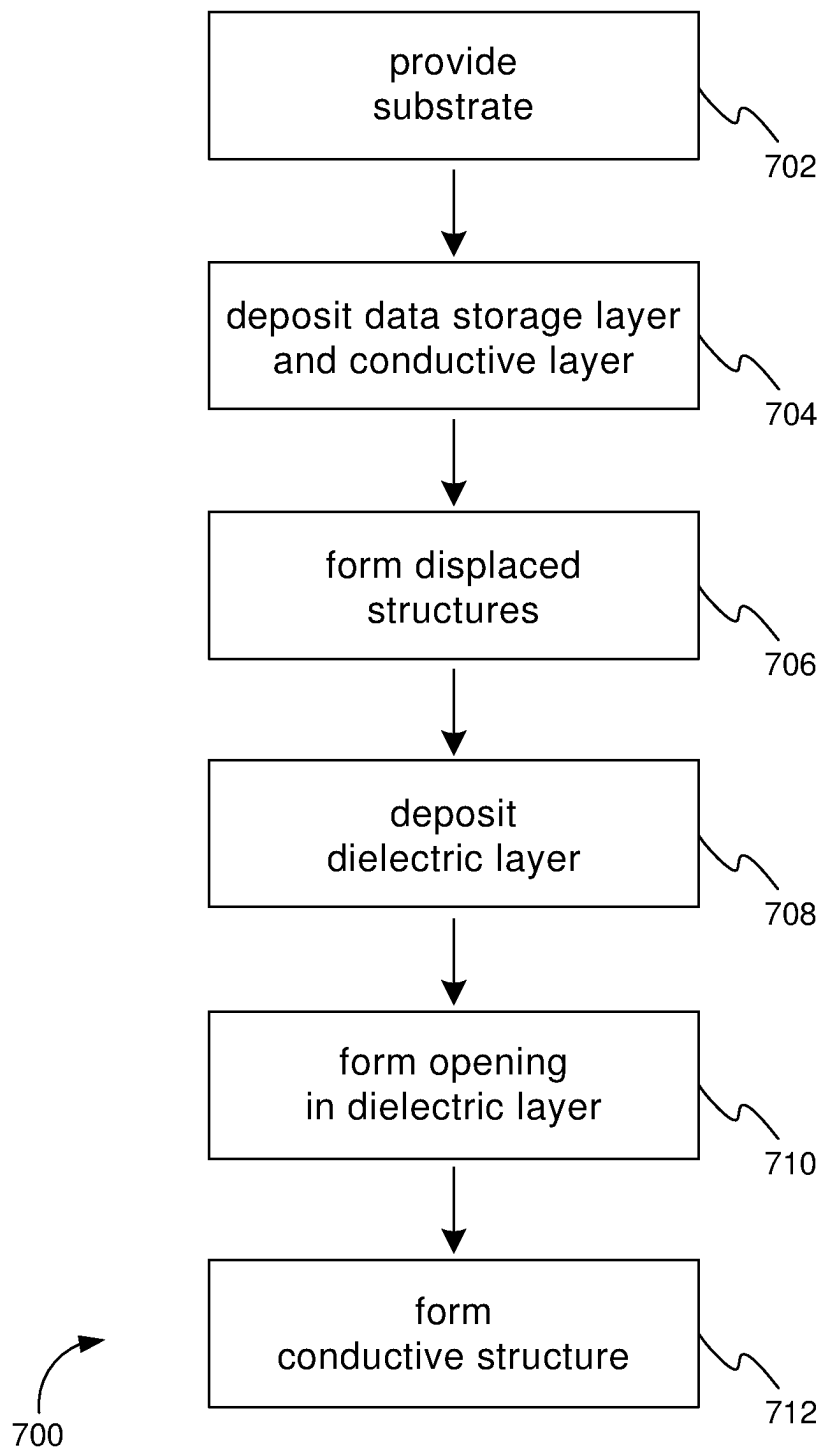 provide
substrate
702
deposit data storage layer
and conductive layer
704
form displaced
structures
706
deposit
dielectric layer
708
form opening
in dielectric layer
710
form
conductive structure
712
700